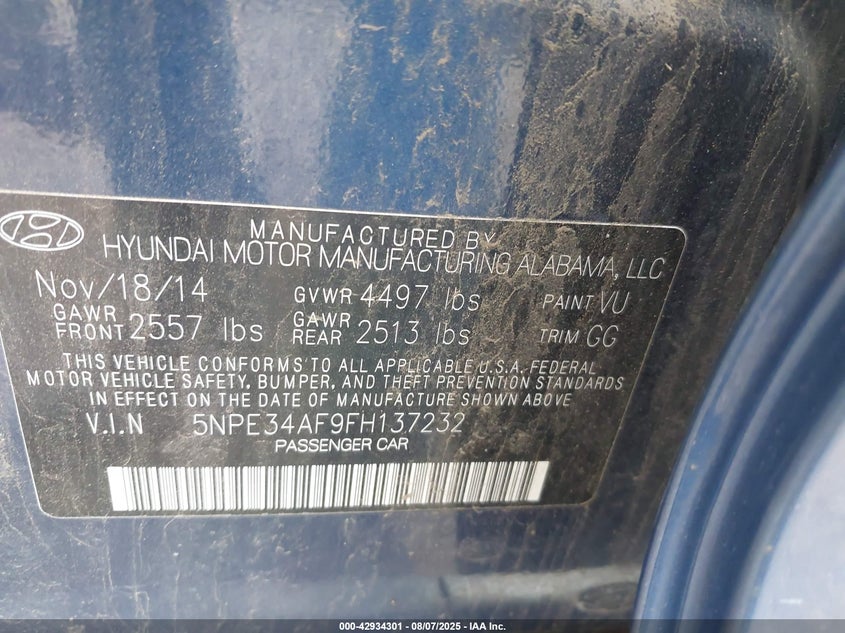 MANUFACTURED BY
HYUNDAI MOTOR MANUFACTURING ALABAMA, LLC
Nov/18/14 GVWR 4497 lbs PAINT VU
GAWR FRONT 2557 lbs GAWR REAR 2513 lbs TRIM GG
THIS VEHICLE CONFORMS TO ALL APPLICABLE U.S.A. FEDERAL
MOTOR VEHICLE SAFETY, BUMPER, AND THEFT PREVENTION STANDARDS
IN EFFECT ON THE DATE OF MANUFACTURE SHOWN ABOVE.
V.I.N 5NPE34AF9FH137232
PASSENGER CAR
000-42934301 - 08/07/2025 - IAA Inc.